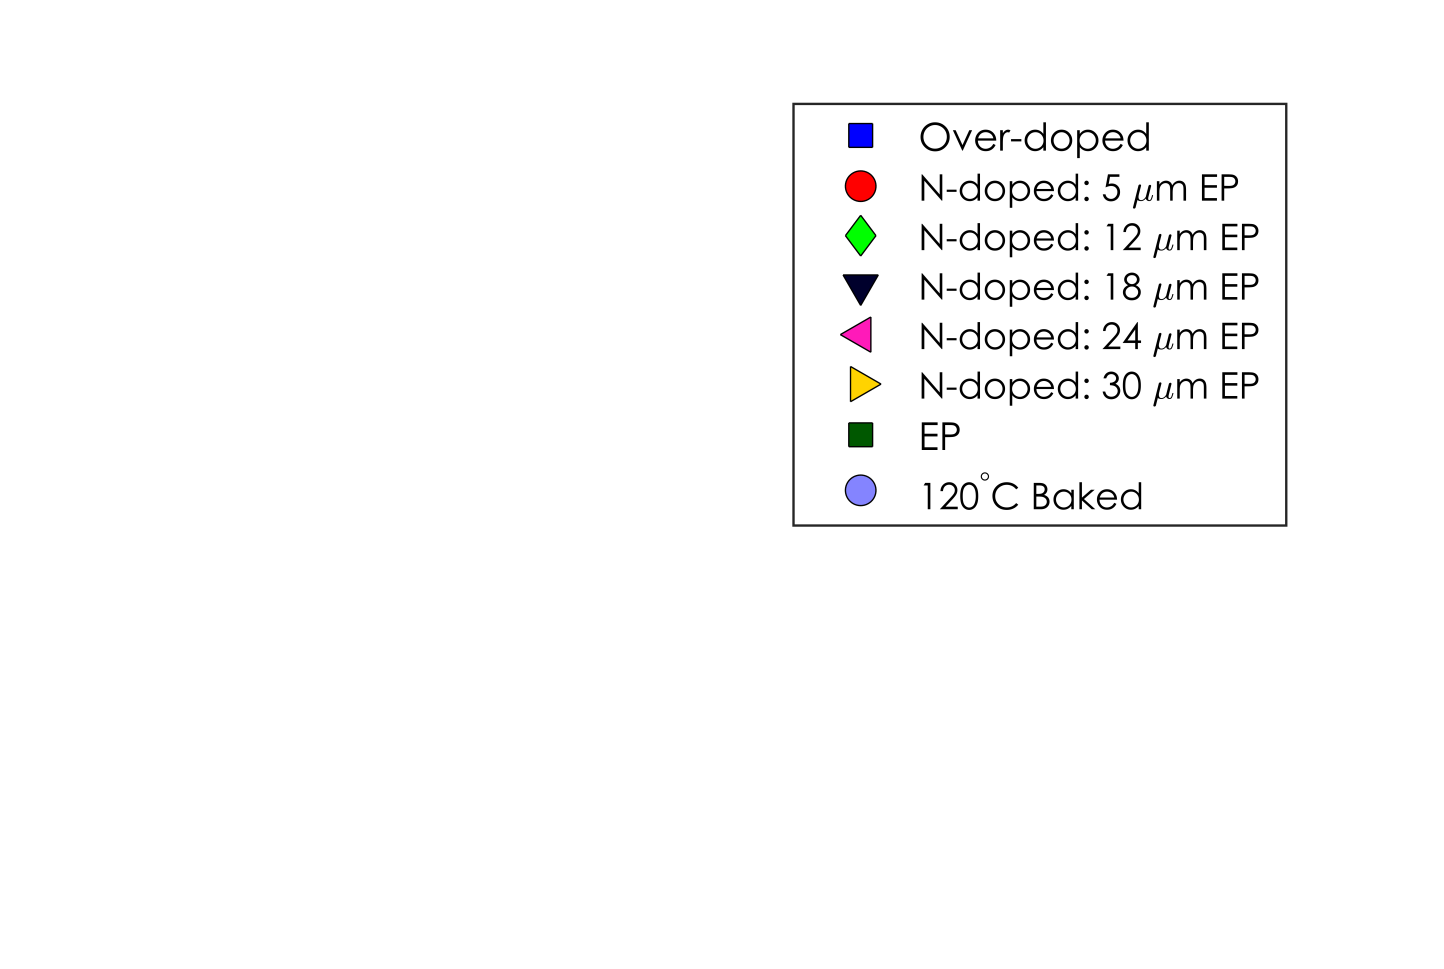 Over-doped
N-doped: 5 μm EP
N-doped: 12 μm EP
N-doped: 18 μm EP
N-doped: 24 μm EP
N-doped: 30 μm EP
EP
120°C Baked